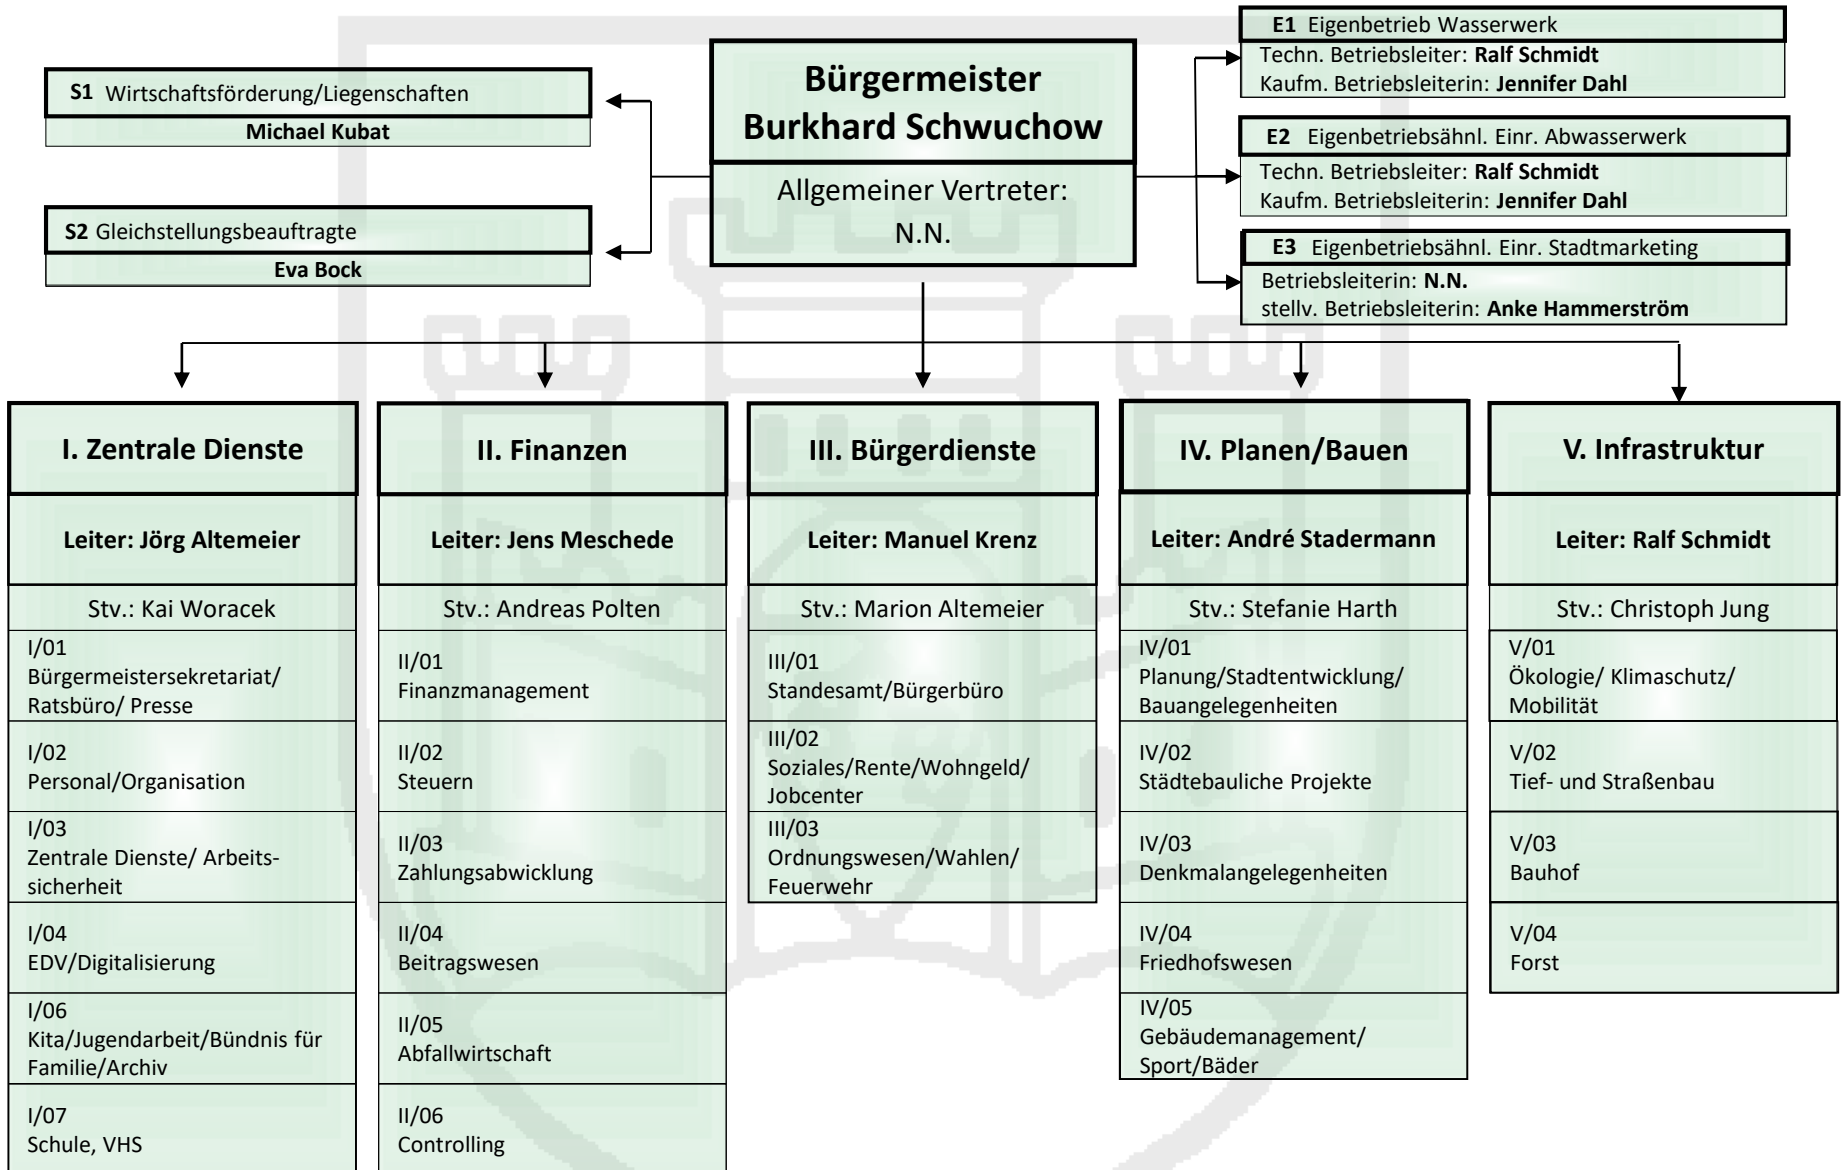 Bürgermeister
Burkhard Schwuchow
Allgemeiner Vertreter:
N.N.
S1 Wirtschaftsförderung/Liegenschaften
Michael Kubat
S2 Gleichstellungsbeauftragte
Eva Bock
E1 Eigenbetrieb Wasserwerk
Techn. Betriebsleiter: Ralf Schmidt
Kaufm. Betriebsleiterin: Jennifer Dahl
E2 Eigenbetriebsähnl. Einr. Abwasserwerk
Techn. Betriebsleiter: Ralf Schmidt
Kaufm. Betriebsleiterin: Jennifer Dahl
E3 Eigenbetriebsähnl. Einr. Stadtmarketing
Betriebsleiterin: N.N.
stellv. Betriebsleiterin: Anke Hammerström
I. Zentrale Dienste
Leiter: Jörg Altemeier
Stv.: Kai Woracek
I/01
Bürgermeistersekretariat/
Ratsbüro/ Presse
I/02
Personal/Organisation
I/03
Zentrale Dienste/ Arbeits-
sicherheit
I/04
EDV/Digitalisierung
I/06
Kita/Jugendarbeit/Bündnis für
Familie/Archiv
I/07
Schule, VHS
II. Finanzen
Leiter: Jens Meschede
Stv.: Andreas Polten
II/01
Finanzmanagement
II/02
Steuern
II/03
Zahlungsabwicklung
II/04
Beitragswesen
II/05
Abfallwirtschaft
II/06
Controlling
III. Bürgerdienste
Leiter: Manuel Krenz
Stv.: Marion Altemeier
III/01
Standesamt/Bürgerbüro
III/02
Soziales/Rente/Wohngeld/
Jobcenter
III/03
Ordnungswesen/Wahlen/
Feuerwehr
IV. Planen/Bauen
Leiter: André Stadermann
Stv.: Stefanie Harth
IV/01
Planung/Stadtentwicklung/
Bauangelegenheiten
IV/02
Städtebauliche Projekte
IV/03
Denkmalangelegenheiten
IV/04
Friedhofswesen
IV/05
Gebäudemanagement/
Sport/Bäder
V. Infrastruktur
Leiter: Ralf Schmidt
Stv.: Christoph Jung
V/01
Ökologie/ Klimaschutz/
Mobilität
V/02
Tief- und Straßenbau
V/03
Bauhof
V/04
Forst